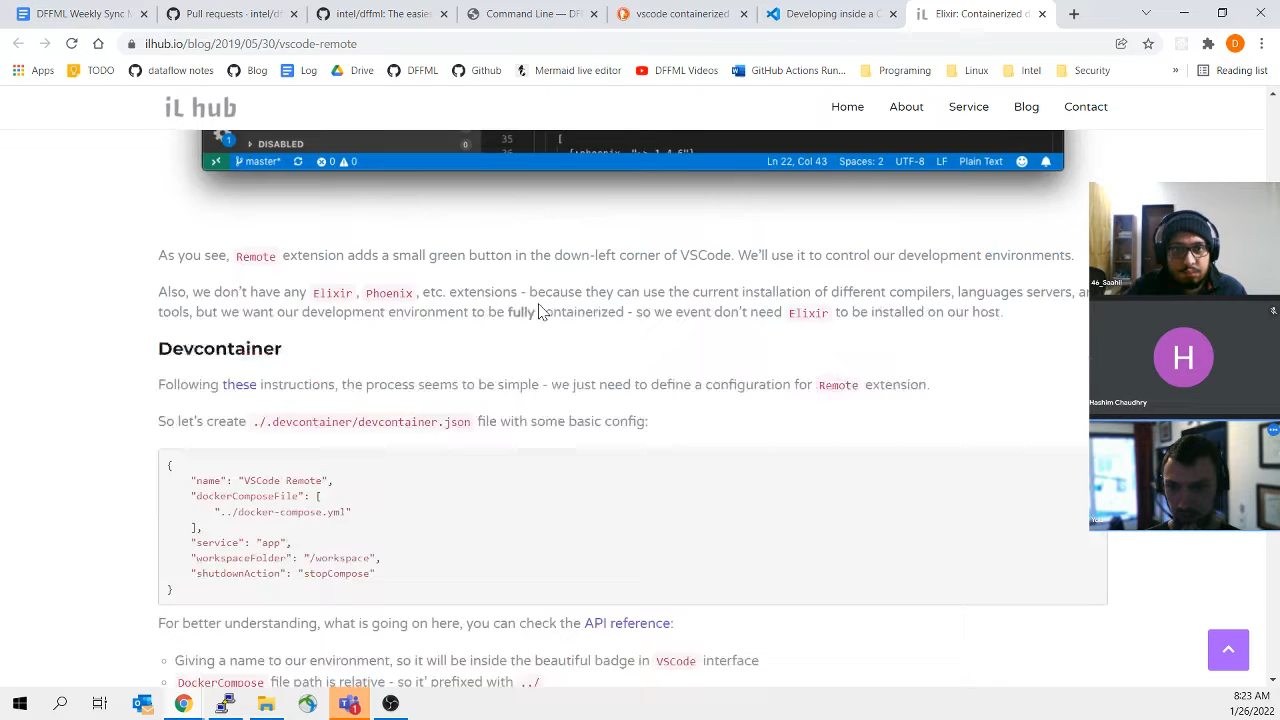 DFFML Weekly Sync M
Pull requests · intel/df
intel/dffml: The easies
Command Line — DFF
vscode containered
Developing inside a
Elixir: Containerized d
ilhub.io/blog/2019/05/30/vscode-remote
Apps
TODO
dataflow notes
Blog
Log
Drive
DFFML
Github
Mermaid live editor
DFFML Videos
GitHub Actions Run...
Programing
Linux
Intel
Security
»
Reading list
iL hub
Home
About
Service
Blog
Contact
DISABLED
0
35
[
master*
0
0
Ln 22, Col 43
Spaces: 2
UTF-8
LF
Plain Text
As you see, Remote extension adds a small green button in the down-left corner of VSCode. We'll use it to control our development environments.
Also, we don't have any Elixir, Phoenix, etc. extensions - because they can use the current installation of different compilers, languages servers, an
tools, but we want our development environment to be fully containerized - so we event don't need Elixir to be installed on our host.
Devcontainer
Following these instructions, the process seems to be simple - we just need to define a configuration for Remote extension.
So let's create ./.devcontainer/devcontainer.json file with some basic config:
{
"name": "VSCode Remote",
"dockerComposeFile": [
"../docker-compose.yml"
],
"service": "app",
"workspaceFolder": "/workspace",
"shutdownAction": "stopCompose"
}
For better understanding, what is going on here, you can check the API reference:
Giving a name to our environment, so it will be inside the beautiful badge in VSCode interface
DockerCompose file path is relative - so it' prefixed with ../
46_Saahil
H
Hashim Chaudhry
You
8:23 AM
1/26/2022